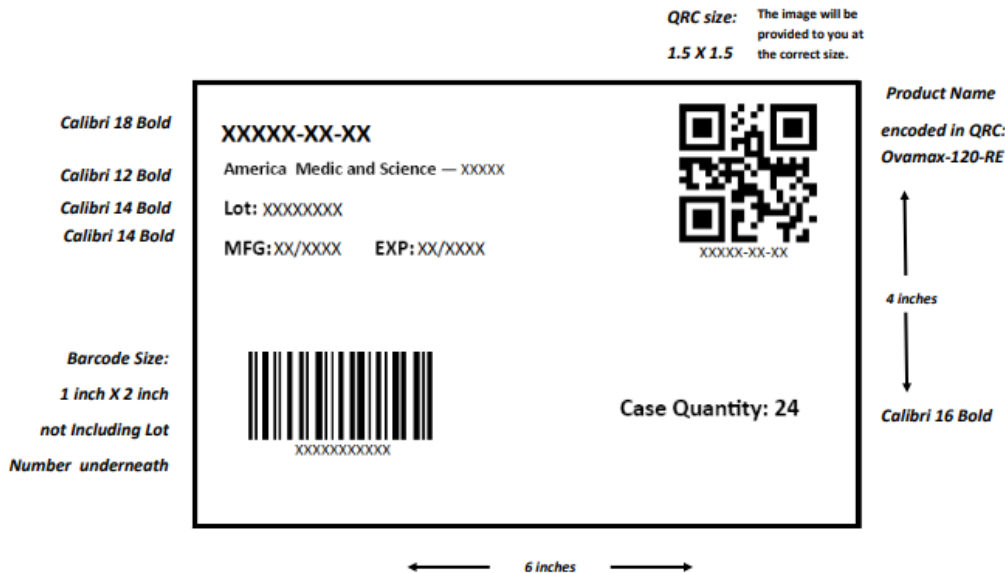 QRC size:
1.5 X 1.5
The image will be
provided to you at
the correct size.
Calibri 18 Bold
Calibri 12 Bold
Calibri 14 Bold
Calibri 14 Bold
XXXXX-XX-XX
America Medic and Science — XXXXX
Lot: XXXXXXXX
MFG:XX/XXXX EXP: XX/XXXX
XXXXX-XX-XX
Product Name
encoded in QRC:
Ovamax-120-RE
4 inches
Barcode Size:
1 inch X 2 inch
not Including Lot
Number underneath
XXXXXXXXXXX
Case Quantity: 24
Calibri 16 Bold
6 inches